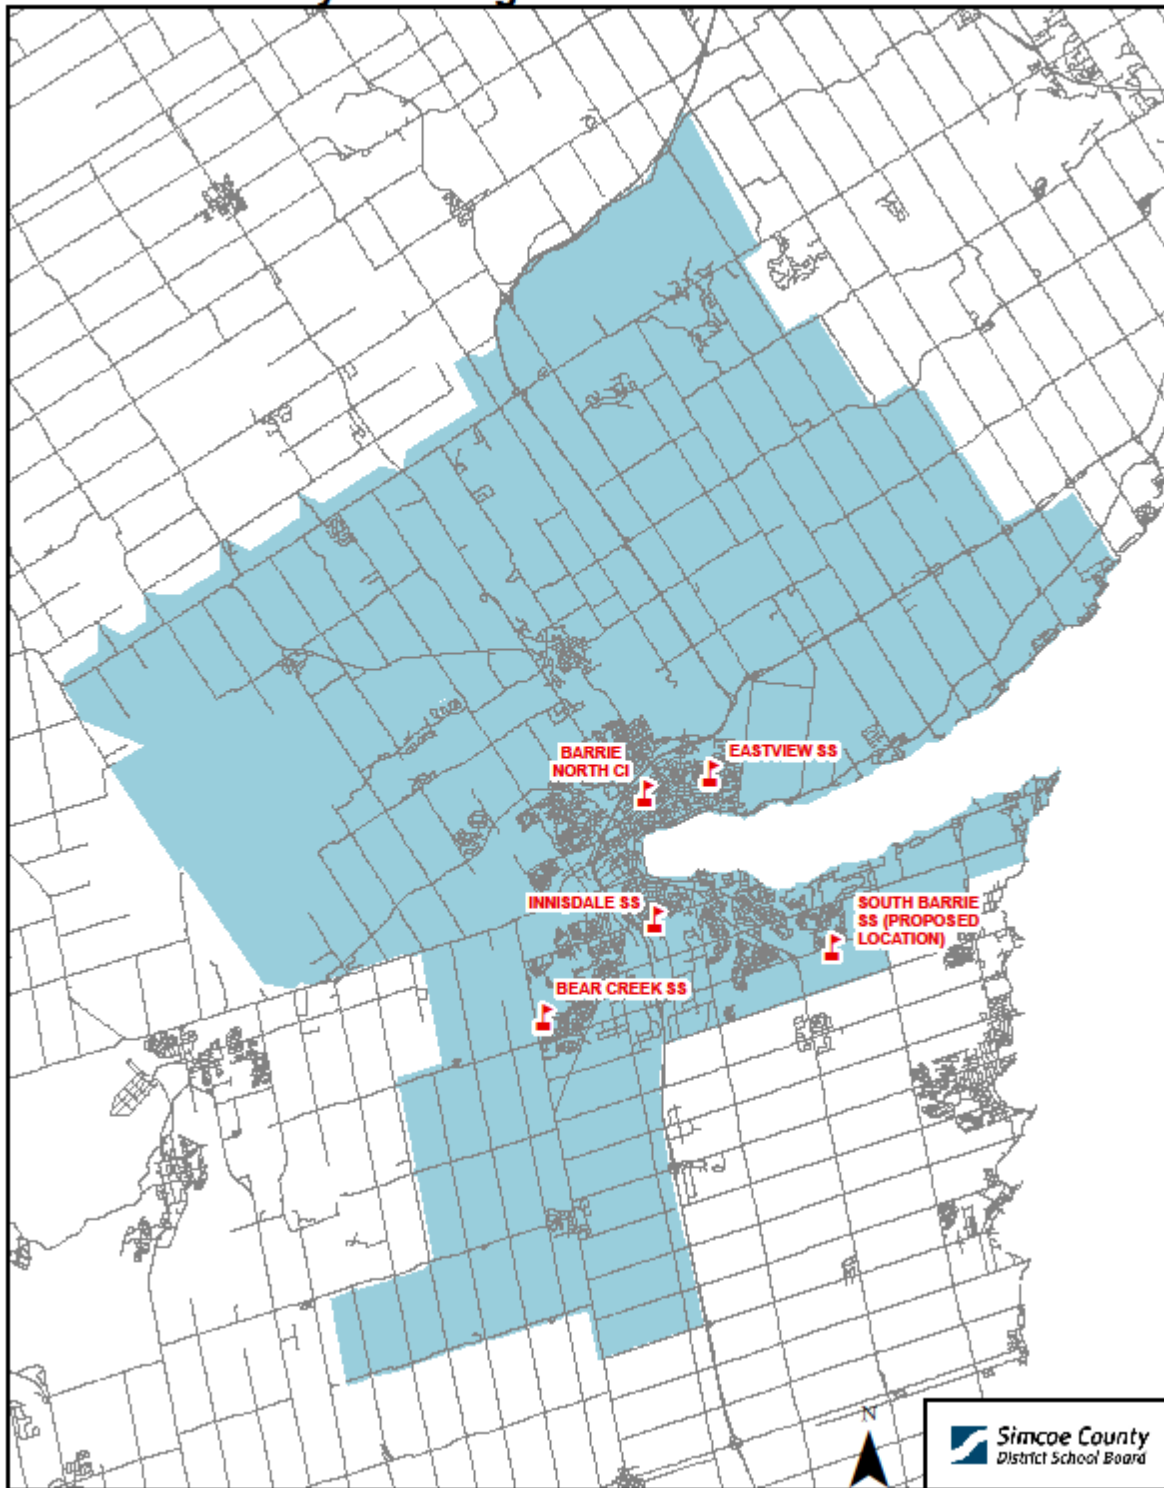 BARRIE
NORTH CI
EASTVIEW SS
INNISDALE SS
SOUTH BARRIE
SS (PROPOSED
LOCATION)
BEAR CREEK SS
N
Simcoe County
District School Board